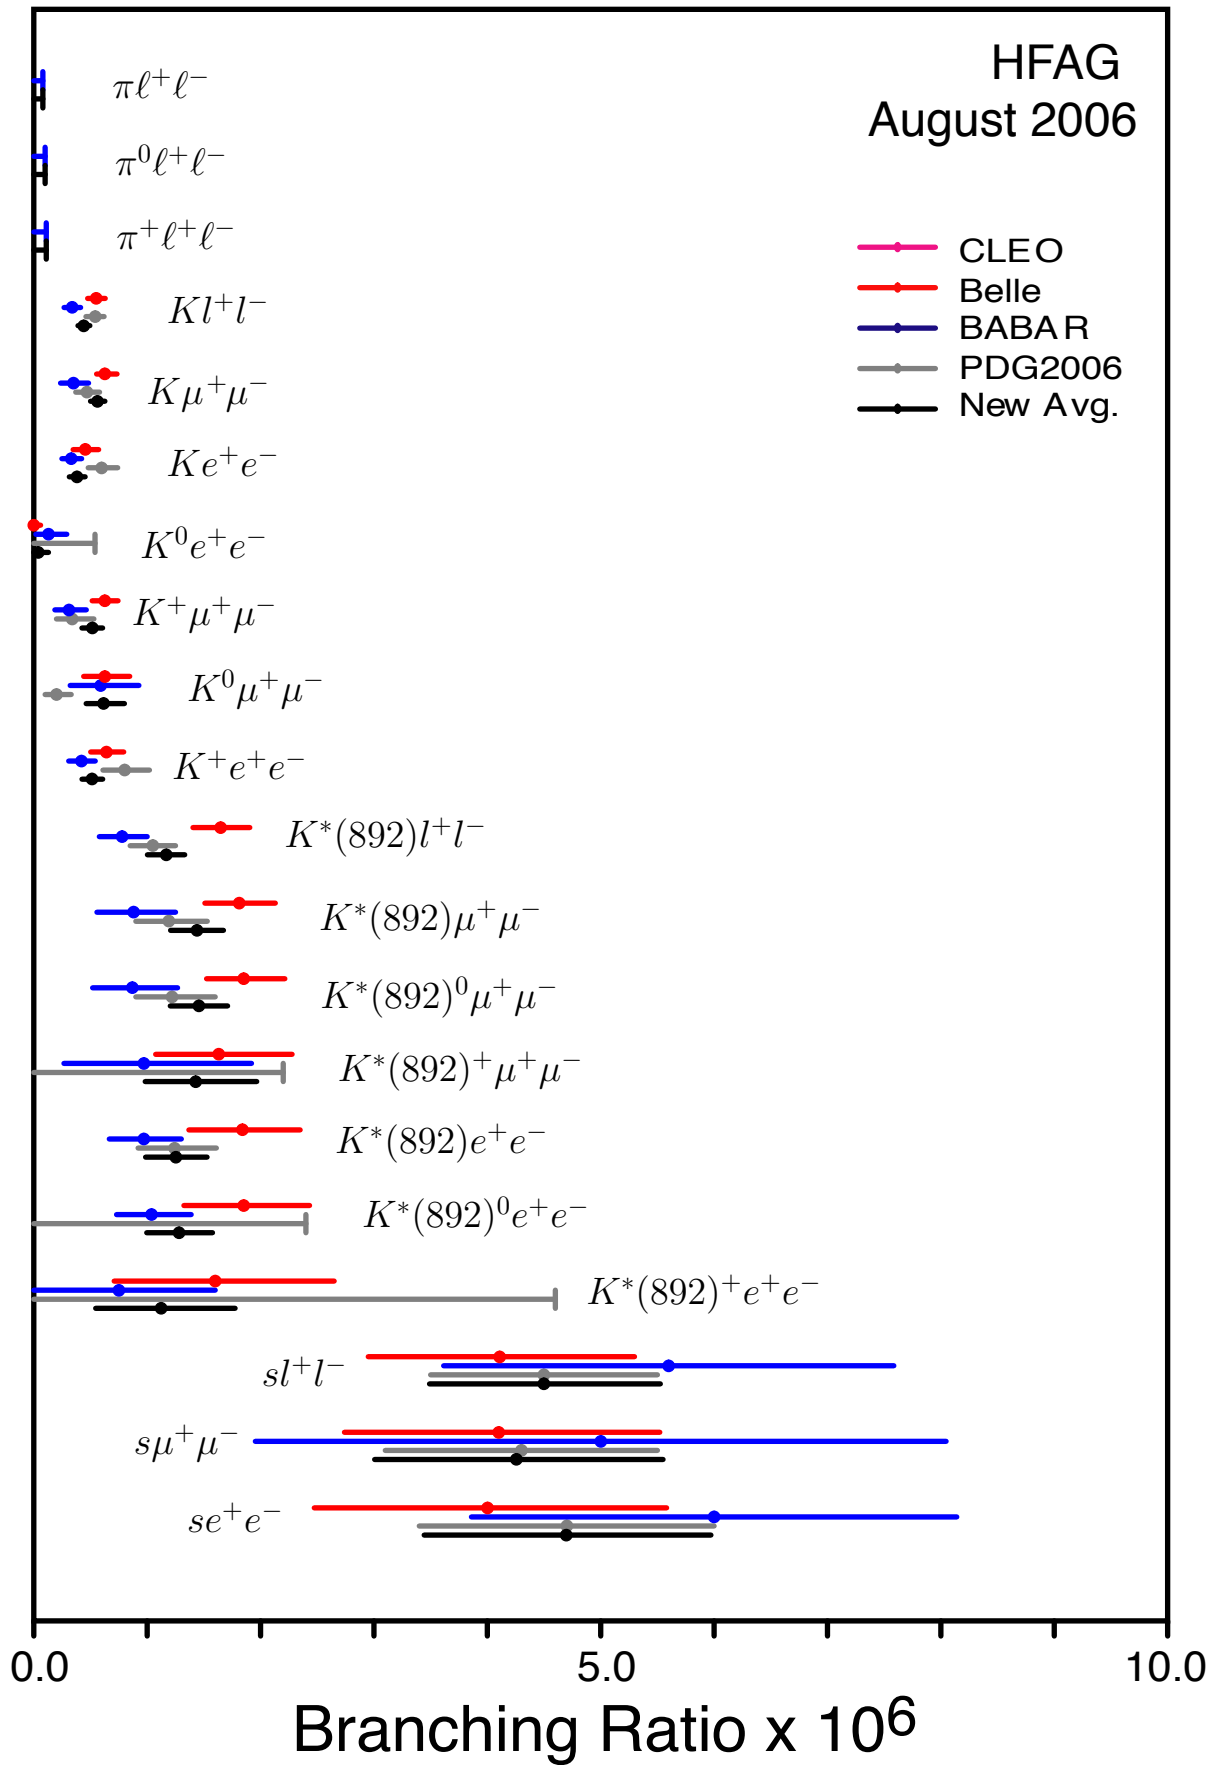 HFAG
August 2006
πℓ⁺ℓ⁻
π⁰ℓ⁺ℓ⁻
π⁺ℓ⁺ℓ⁻
CLEO
Belle
BABAR
PDG2006
New Avg.
Kl⁺l⁻
Kμ⁺μ⁻
Ke⁺e⁻
K⁰e⁺e⁻
K⁺μ⁺μ⁻
K⁰μ⁺μ⁻
K⁺e⁺e⁻
K*(892)l⁺l⁻
K*(892)μ⁺μ⁻
K*(892)⁰μ⁺μ⁻
K*(892)⁺μ⁺μ⁻
K*(892)e⁺e⁻
K*(892)⁰e⁺e⁻
K*(892)⁺e⁺e⁻
sl⁺l⁻
sμ⁺μ⁻
se⁺e⁻
0.0 5.0 10.0
Branching Ratio x 10⁶